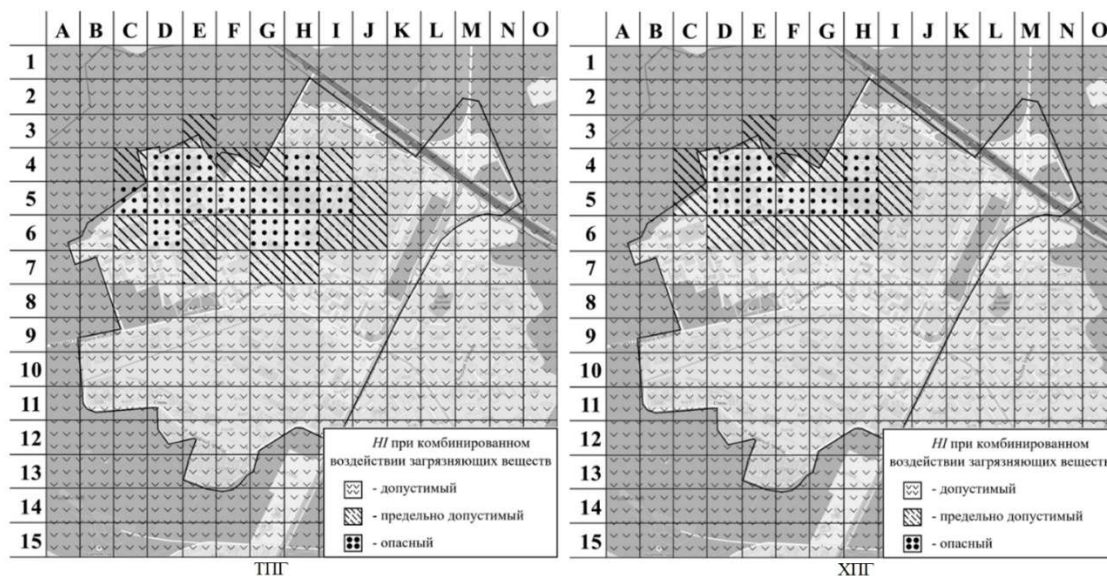 A B C D E F G H I J K L M N O
1
2
3
4
5
6
7
8
9
10
11
12
13
14
15
HI при комбинированном
воздействии загрязняющих веществ
- допустимый
- предельно допустимый
- опасный
ТПГ
A B C D E F G H I J K L M N O
1
2
3
4
5
6
7
8
9
10
11
12
13
14
15
HI при комбинированном
воздействии загрязняющих веществ
- допустимый
- предельно допустимый
- опасный
ХПГ